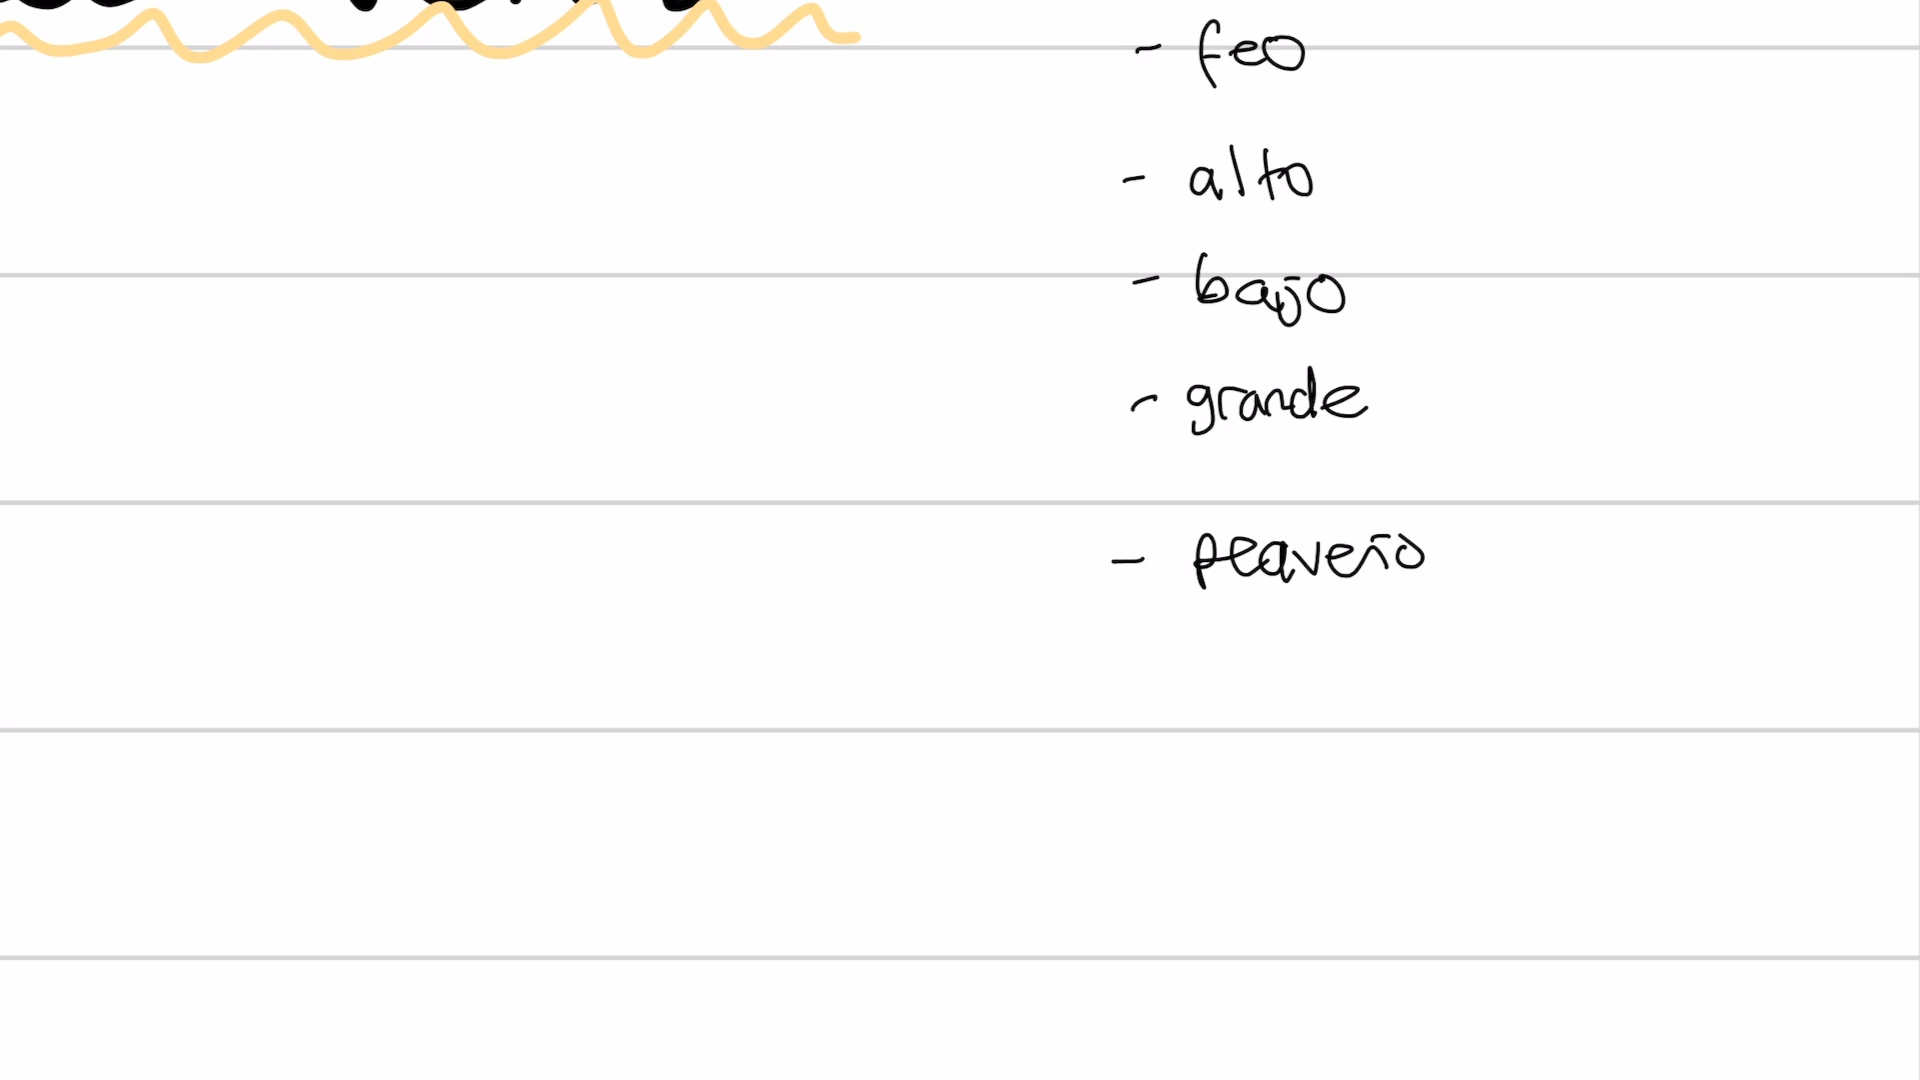 - feo
- alto
- bajo
- grande
- pequeño